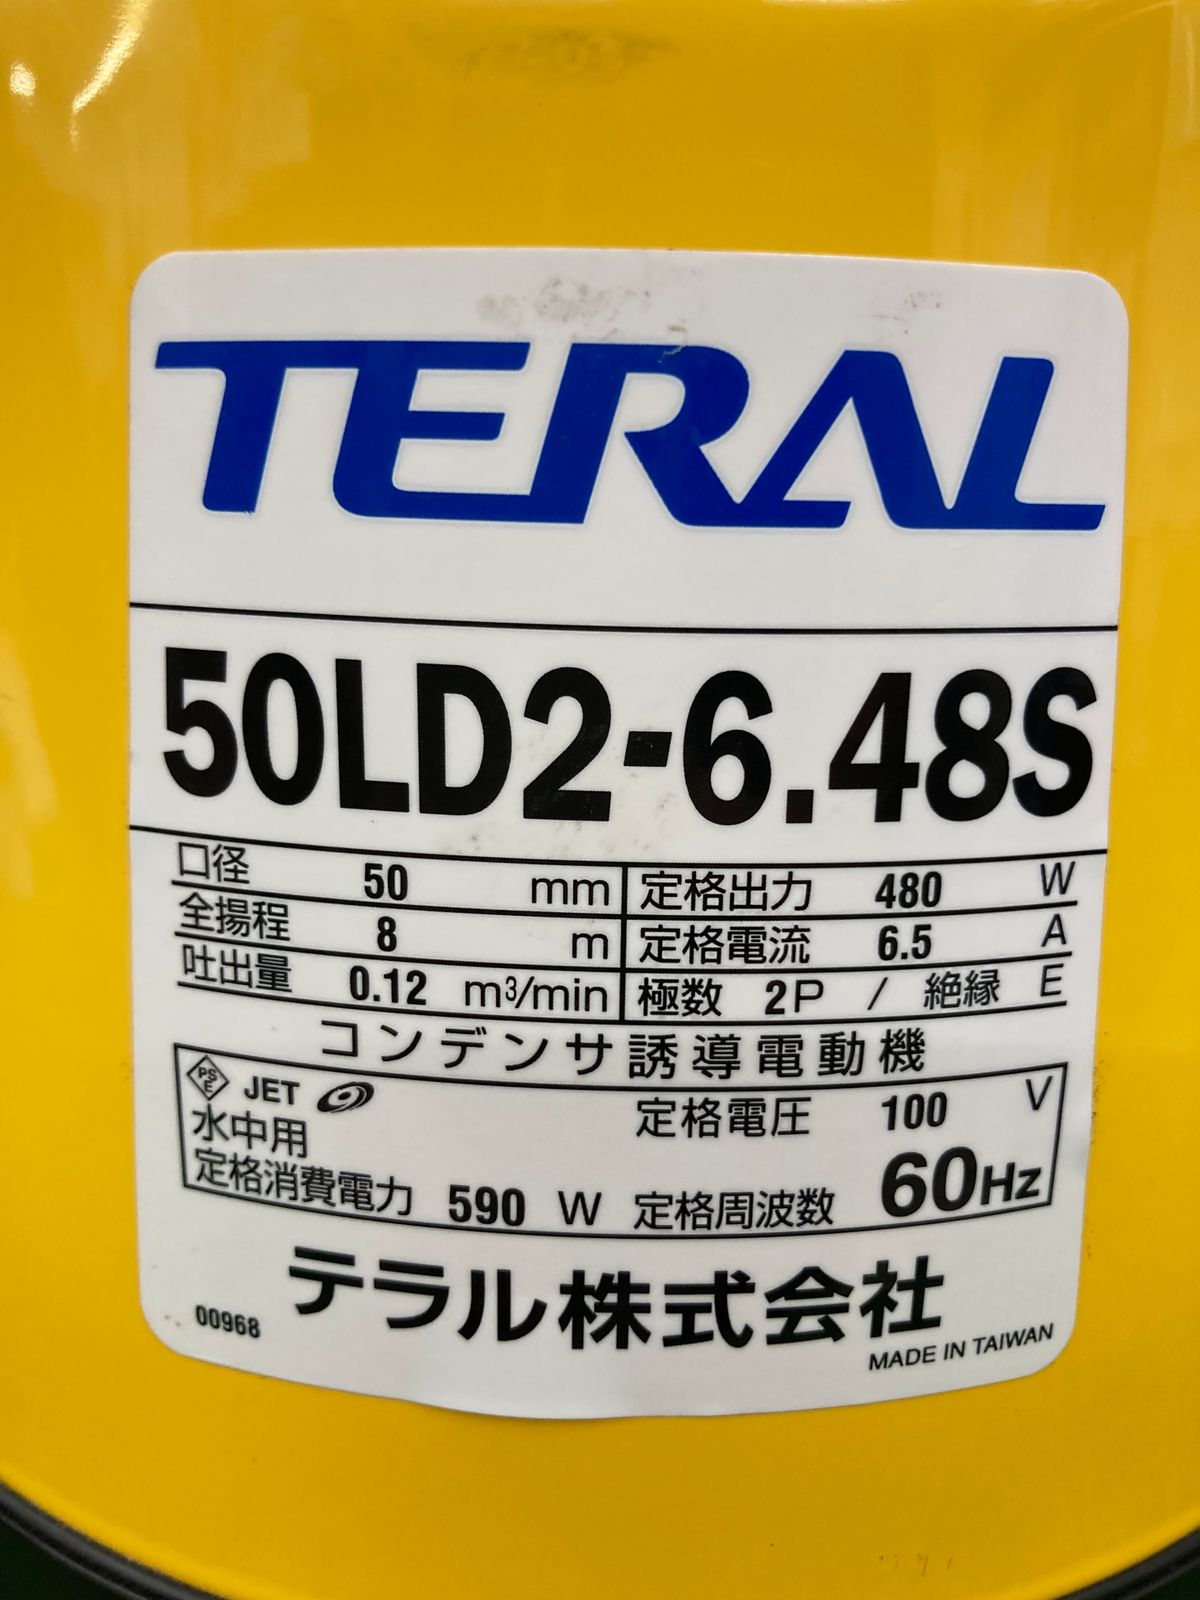 TERAL
50LD2-6.48S
口径 50 mm 定格出力 480 W
全揚程 8 m 定格電流 6.5 A
吐出量 0.12 m³/min 極数 2P / 絶縁 E
コンデンサ誘導電動機
PSE JET 定格電圧 100 V
水中用
定格消費電力 590 W 定格周波数 60Hz
テラル株式会社
00968 MADE IN TAIWAN